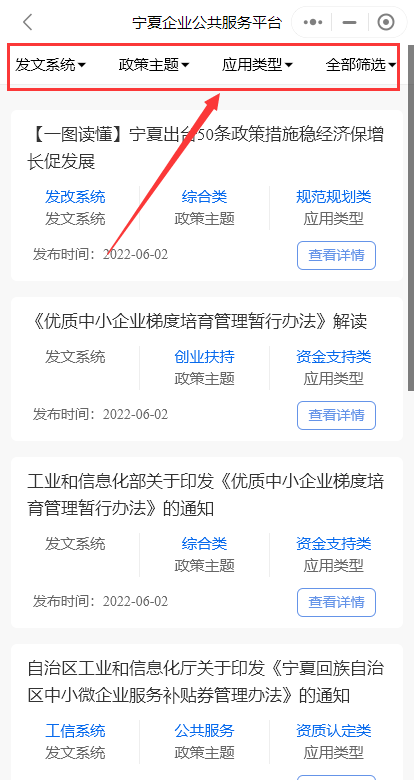 宁夏企业公共服务平台
发文系统 政策主题 应用类型 全部筛选
【一图读懂】宁夏出台50条政策措施稳经济保增
长促发展
发改系统 综合类 规范规划类
发文系统 政策主题 应用类型
发布时间：2022-06-02 查看详情
《优质中小企业梯度培育管理暂行办法》解读
发文系统 创业扶持 资金支持类
政策主题 应用类型
发布时间：2022-06-02 查看详情
工业和信息化部关于印发《优质中小企业梯度培
育管理暂行办法》的通知
发文系统 综合类 资金支持类
政策主题 应用类型
发布时间：2022-06-02 查看详情
自治区工业和信息化厅关于印发《宁夏回族自治
区中小微企业服务补贴券管理办法》的通知
工信系统 公共服务 资质认定类
发文系统 政策主题 应用类型